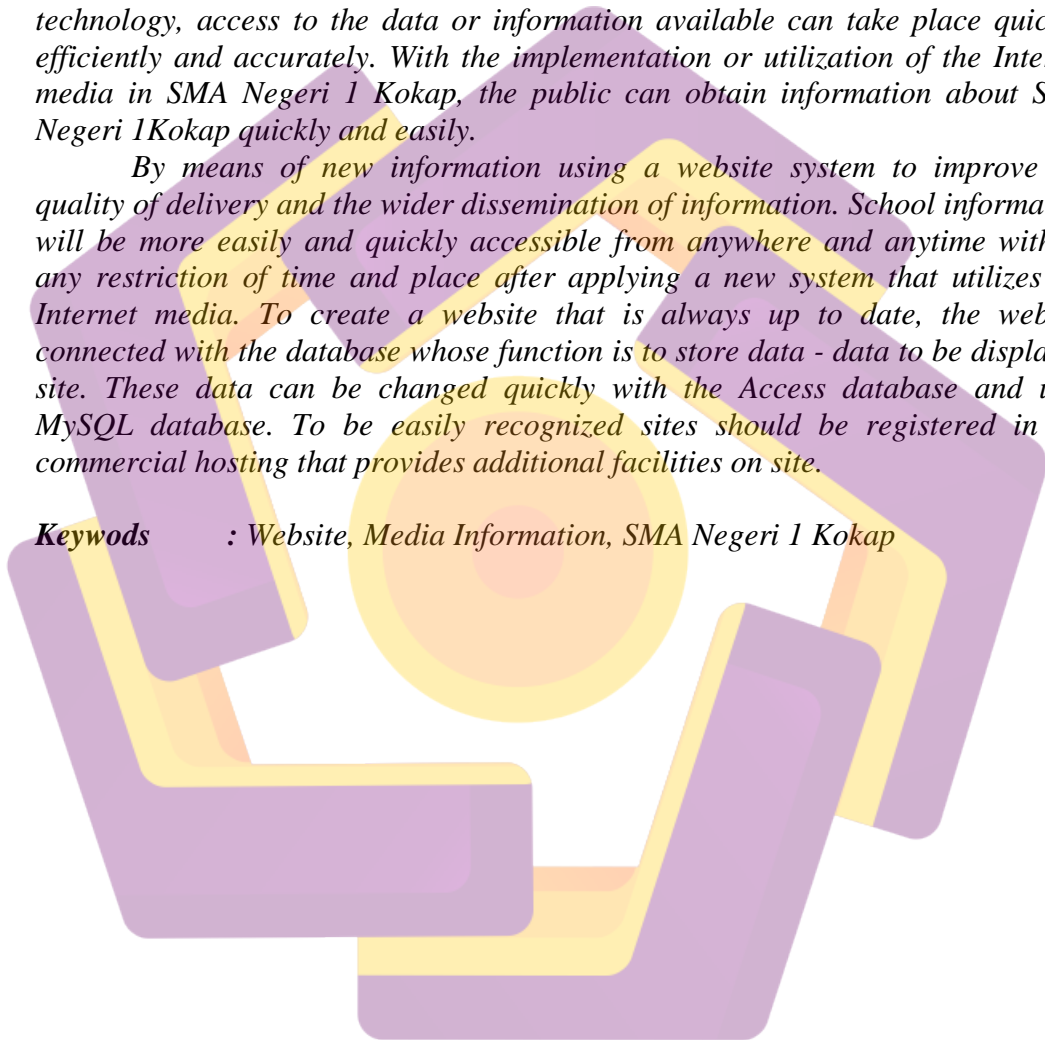 technology, access to the data or information available can take place quic
efficiently and accurately. With the implementation or utilization of the Inte
media in SMA Negeri 1 Kokap, the public can obtain information about S
Negeri 1Kokap quickly and easily.
By means of new information using a website system to improve
quality of delivery and the wider dissemination of information. School informa
will be more easily and quickly accessible from anywhere and anytime with
any restriction of time and place after applying a new system that utilizes
Internet media. To create a website that is always up to date, the web
connected with the database whose function is to store data - data to be displa
site. These data can be changed quickly with the Access database and u
MySQL database. To be easily recognized sites should be registered in
commercial hosting that provides additional facilities on site.
Keywods : Website, Media Information, SMA Negeri 1 Kokap